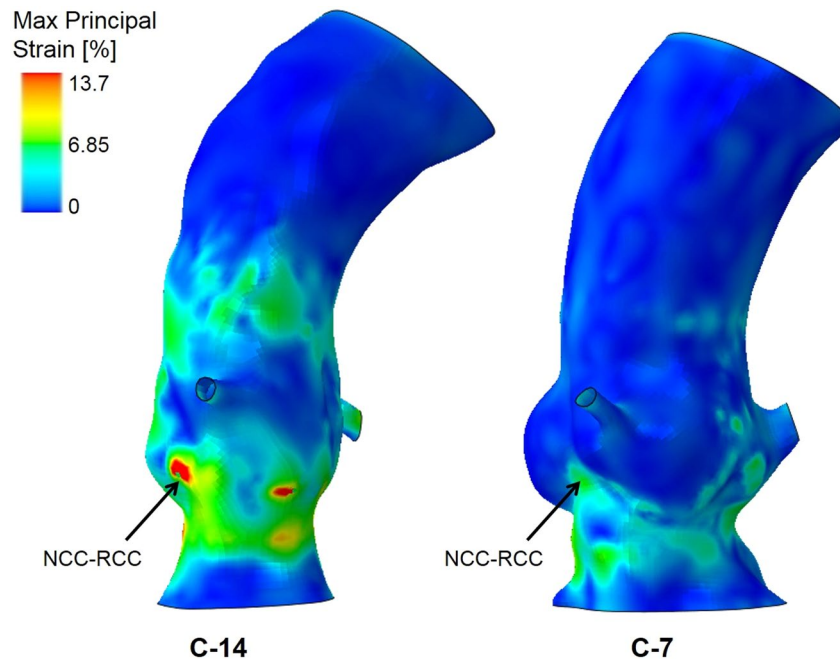 Max Principal
Strain [%]
13.7
6.85
0
NCC-RCC
NCC-RCC
C-14
C-7